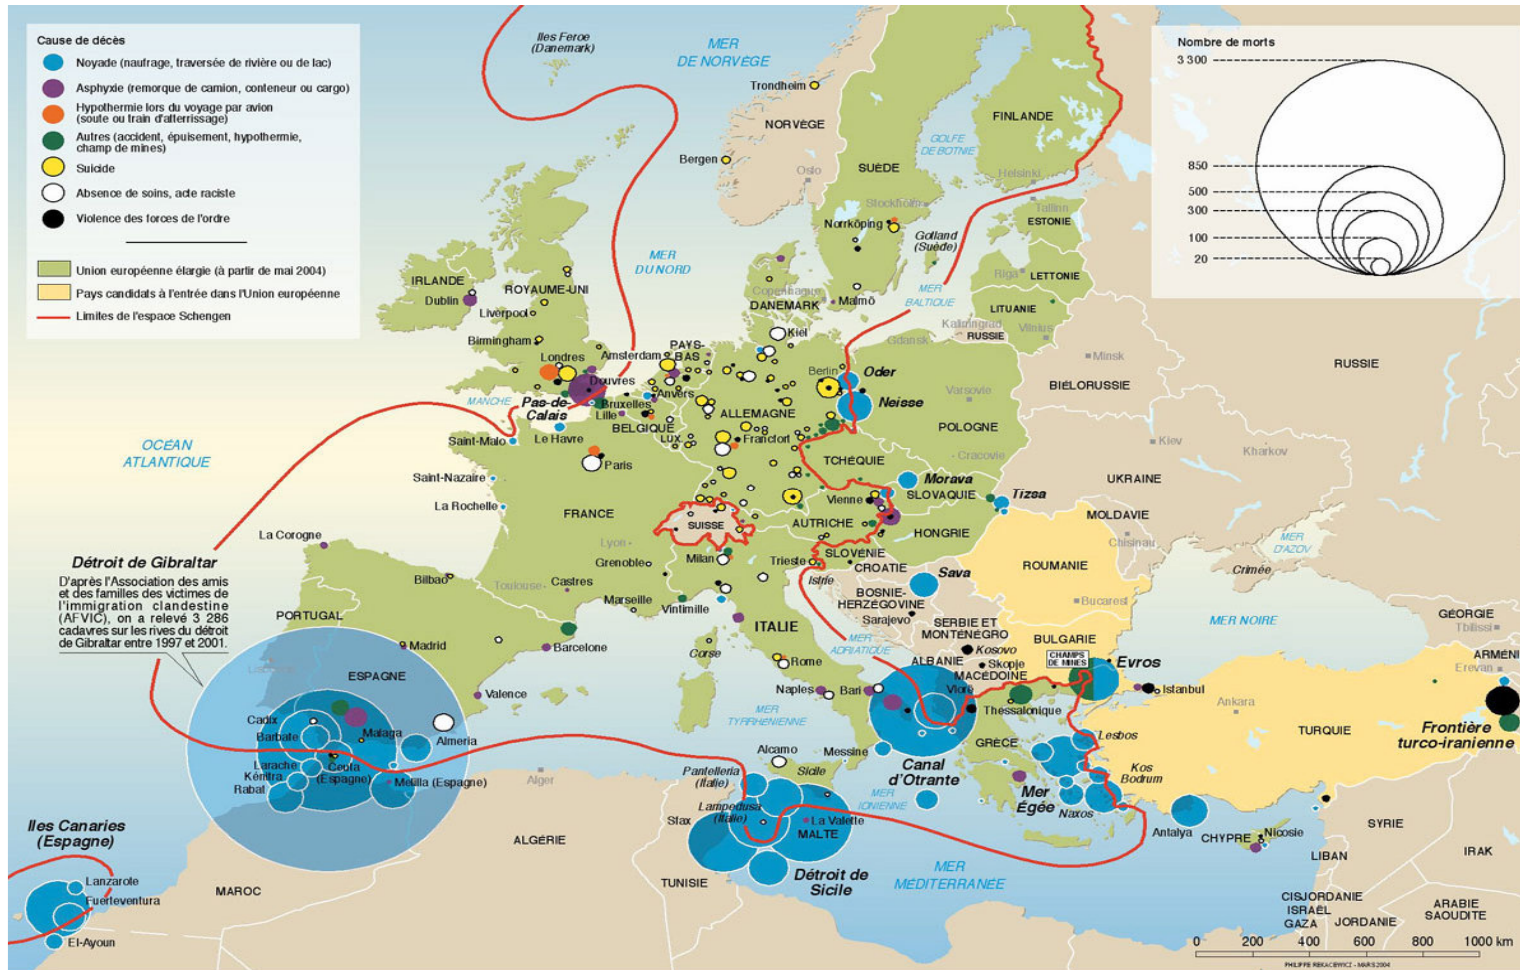 Cause de décès
Noyade (naufrage, traversée de rivière ou de lac)
Asphyxie (remorque de camion, conteneur ou cargo)
Hypothermie lors du voyage par avion
(soute ou train d'alterrissage)
Autres (accident, épuisement, hypothermie,
champ de mines)
Suicide
Absence de soins, acte raciste
Violence des forces de l'ordre
Union européenne élargie (à partir de mai 2004)
Pays candidats à l'entrée dans l'Union européenne
Limites de l'espace Schengen
Nombre de morts
3 300
850
500
300
100
20
Iles Feroe
(Danemark)
MER
DE NORVÈGE
Trondheim
NORVÈGE
Bergen
Oslo
SUÈDE
FINLANDE
GOLFE
DE BOTNIE
Helsinki
Stockholm
Tallinn
ESTONIE
Norrköping
Gotland
(Suède)
MER
DU NORD
Riga
LETTONIE
MER
BALTIQUE
Copenhague
DANEMARK
Malmö
LITUANIE
Vilnius
Kaliningrad
RUSSIE
Gdansk
Minsk
BIÉLORUSSIE
RUSSIE
IRLANDE
Dublin
ROYAUME-UNI
Liverpool
Birmingham
Londres
Douvres
Amsterdam
PAYS-
BAS
Kiel
Berlin
Oder
Neisse
Varsovie
POLOGNE
Cracovie
MANCHE
Pas-de-
Calais
Bruxelles
Lille
Anvers
BELGIQUE
LUX.
ALLEMAGNE
Francfort
TCHÉQUIE
OCÉAN
ATLANTIQUE
Saint-Malo
Le Havre
Paris
Saint-Nazaire
La Rochelle
FRANCE
Kiev
Kharkov
UKRAINE
Morava
SLOVAQUIE
Tizsa
Vienne
AUTRICHE
HONGRIE
MOLDAVIE
Chisinau
MER
D'AZOV
Crimée
SUISSE
Lyon
Milan
Grenoble
Trieste
SLOVÉNIE
CROATIE
Istrie
ROUMANIE
Bucarest
La Corogne
Détroit de Gibraltar
D'après l'Association des amis
et des familles des victimes de
l'immigration clandestine
(AFVIC), on a relevé 3 286
cadavres sur les rives du détroit
de Gibraltar entre 1997 et 2001.
Bilbao
Toulouse
Castres
Marseille
Vintimille
PORTUGAL
Madrid
Barcelone
ESPAGNE
Valence
Corse
ITALIE
Rome
Naples
Bari
Sava
BOSNIE-
HERZÉGOVINE
Sarajevo
SERBIE ET
MONTÉNÉGRO
Kosovo
Skopje
ALBANIE
MACÉDOINE
MER
ADRIATIQUE
BULGARIE
CHAMPS
DE MINES
Evros
MER NOIRE
GÉORGIE
Tbilissi
ARMÉNI
Erevan
Istanbul
Ankara
TURQUIE
Frontière
turco-iranienne
Vlorë
Thessalonique
GRÈCE
Lesbos
Kos
Bodrum
Canal
d'Otrante
Mer
Égée
Naxos
Antalya
MER
TYRRHÉNIENNE
Messine
Alcamo
Sicile
MER
IONIENNE
Cadix
Barbate
Malaga
Almeria
Larache
Kénitra
Rabat
Ceuta
(Espagne)
Melilla (Espagne)
Alger
Pantelleria
(Italie)
Lampedusa
(Italie)
Sfax
La Valette
MALTE
Détroit de
Sicile
ALGÉRIE
TUNISIE
MAROC
MER
MÉDITERRANÉE
CHYPRE
Nicosie
SYRIE
LIBAN
IRAK
CISJORDANIE
ISRAËL
GAZA
JORDANIE
ARABIE
SAOUDITE
Iles Canaries
(Espagne)
Lanzarole
Fuerteventura
El-Ayoun
0 200 400 600 800 1000 km
PHILIPPE REKACEWICZ - MARS 2004